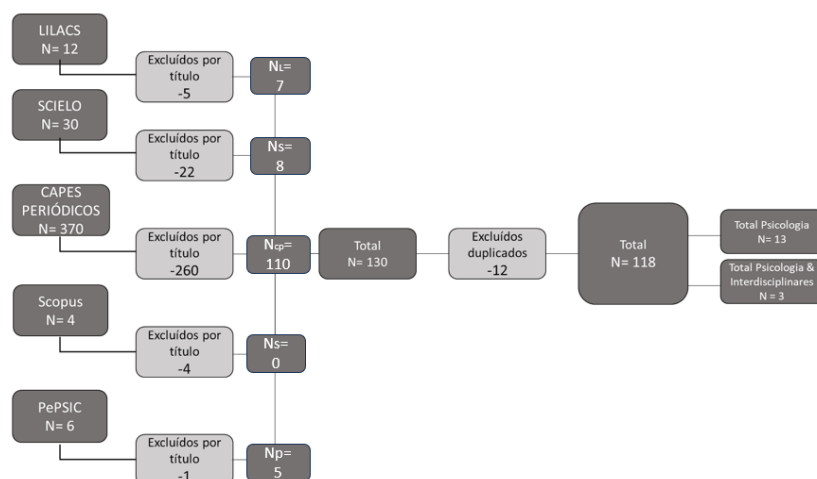 LILACS
N= 12
Excluídos por
título
-5
NL=
7
SCIELO
N= 30
Excluídos por
título
-22
Ns=
8
CAPES
PERIÓDICOS
N= 370
Excluídos por
título
-260
Ncp=
110
Total
N= 130
Excluídos
duplicados
-12
Total
N= 118
Total Psicologia
N= 13
Total Psicologia &
Interdisciplinares
N = 3
Scopus
N= 4
Excluídos por
título
-4
Ns=
0
PePSIC
N= 6
Excluídos por
título
-1
Np=
5